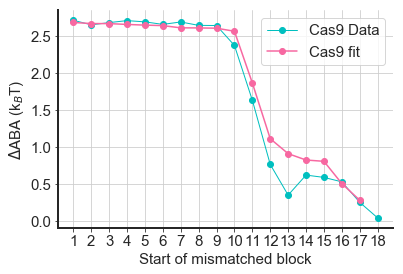 Cas9 Data
Cas9 fit
ΔABA (k_BT)
2.5
2.0
1.5
1.0
0.5
0.0
1 2 3 4 5 6 7 8 9 10 11 12 13 14 15 16 17 18
Start of mismatched block